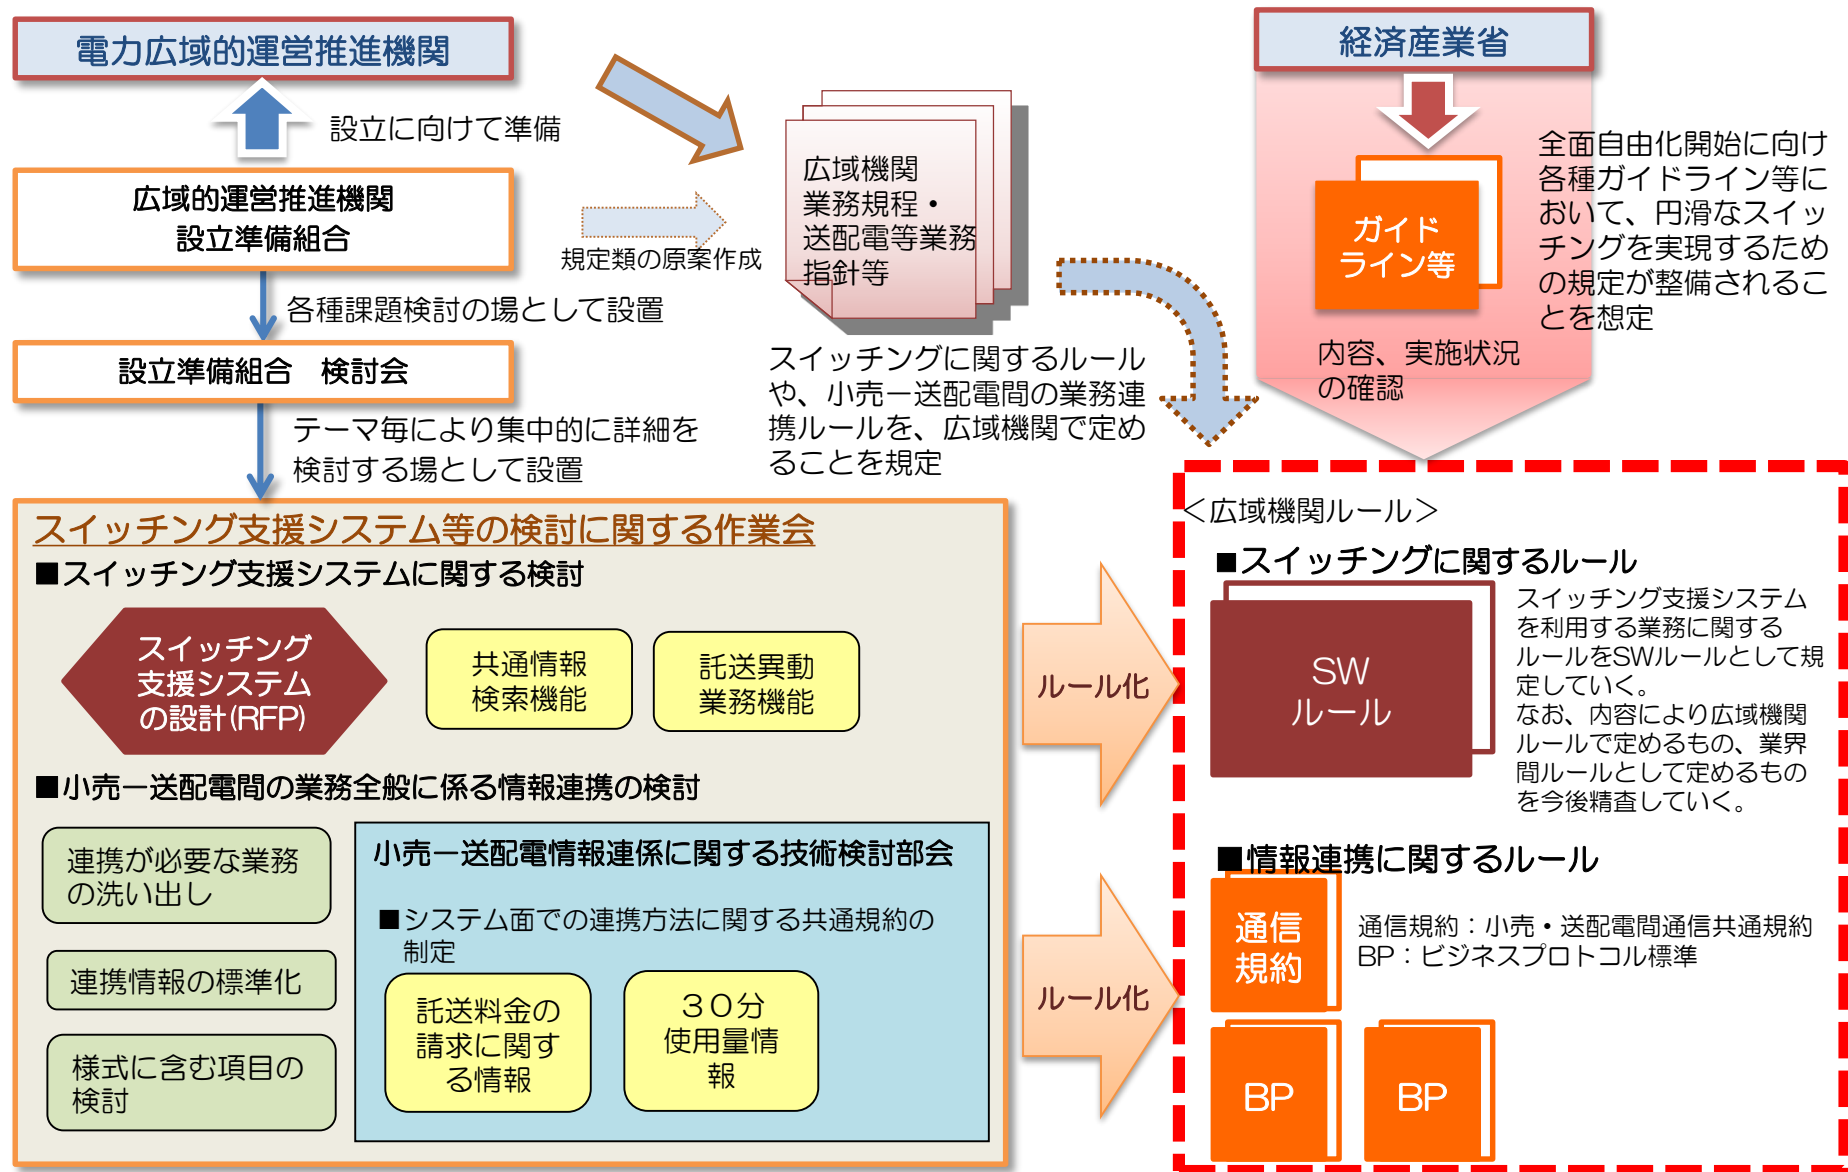 電力広域的運営推進機関
設立に向けて準備
広域的運営推進機関
設立準備組合
規定類の原案作成
各種課題検討の場として設置
設立準備組合　検討会
テーマ毎により集中的に詳細を
検討する場として設置
広域機関
業務規程・
送配電等業務
指針等
スイッチングに関するルール
や、小売－送配電間の業務連
携ルールを、広域機関で定め
ることを規定
経済産業省
ガイド
ライン等
全面自由化開始に向け
各種ガイドライン等に
おいて、円滑なスイッ
チングを実現するため
の規定が整備されるこ
とを想定
内容、実施状況
の確認
スイッチング支援システム等の検討に関する作業会
■スイッチング支援システムに関する検討
スイッチング
支援システム
の設計(RFP)
共通情報
検索機能
託送異動
業務機能
■小売－送配電間の業務全般に係る情報連携の検討
連携が必要な業務
の洗い出し
連携情報の標準化
様式に含む項目の
検討
小売－送配電情報連係に関する技術検討部会
■システム面での連携方法に関する共通規約の
制定
託送料金の
請求に関す
る情報
３０分
使用量情
報
ルール化
ルール化
＜広域機関ルール＞
■スイッチングに関するルール
SW
ルール
スイッチング支援システム
を利用する業務に関する
ルールをSWルールとして規
定していく。
なお、内容により広域機関
ルールで定めるもの、業界
間ルールとして定めるもの
を今後精査していく。
■情報連携に関するルール
通信
規約
通信規約：小売・送配電間通信共通規約
BP：ビジネスプロトコル標準
BP
BP